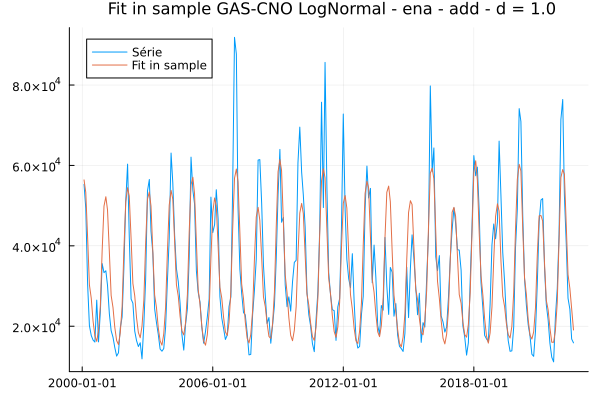 Fit in sample GAS-CNO LogNormal - ena - add - d = 1.0
Série
Fit in sample
8.0×10⁴
6.0×10⁴
4.0×10⁴
2.0×10⁴
2000-01-01 2006-01-01 2012-01-01 2018-01-01